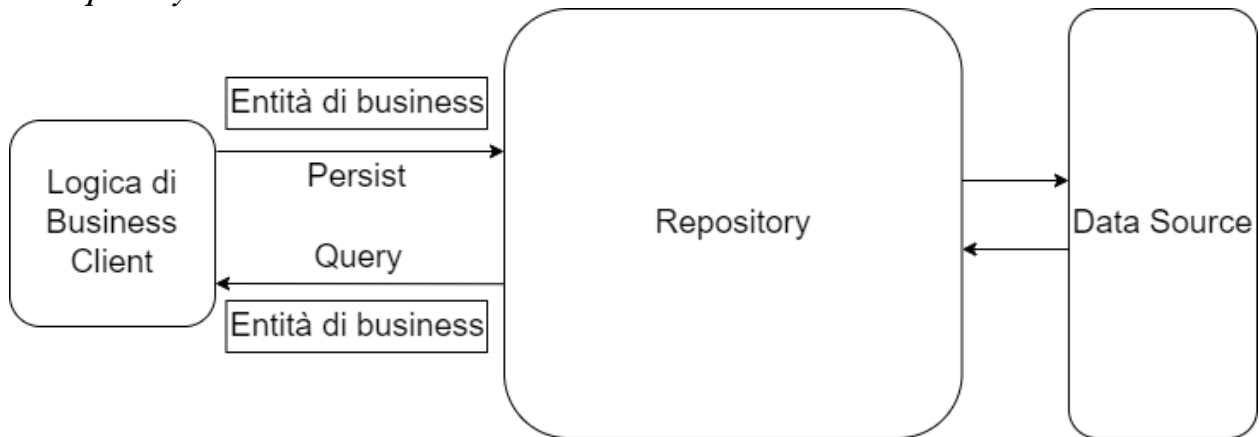 Entità di business
Persist
Logica di
Business
Client
Query
Entità di business
Repository
Data Source